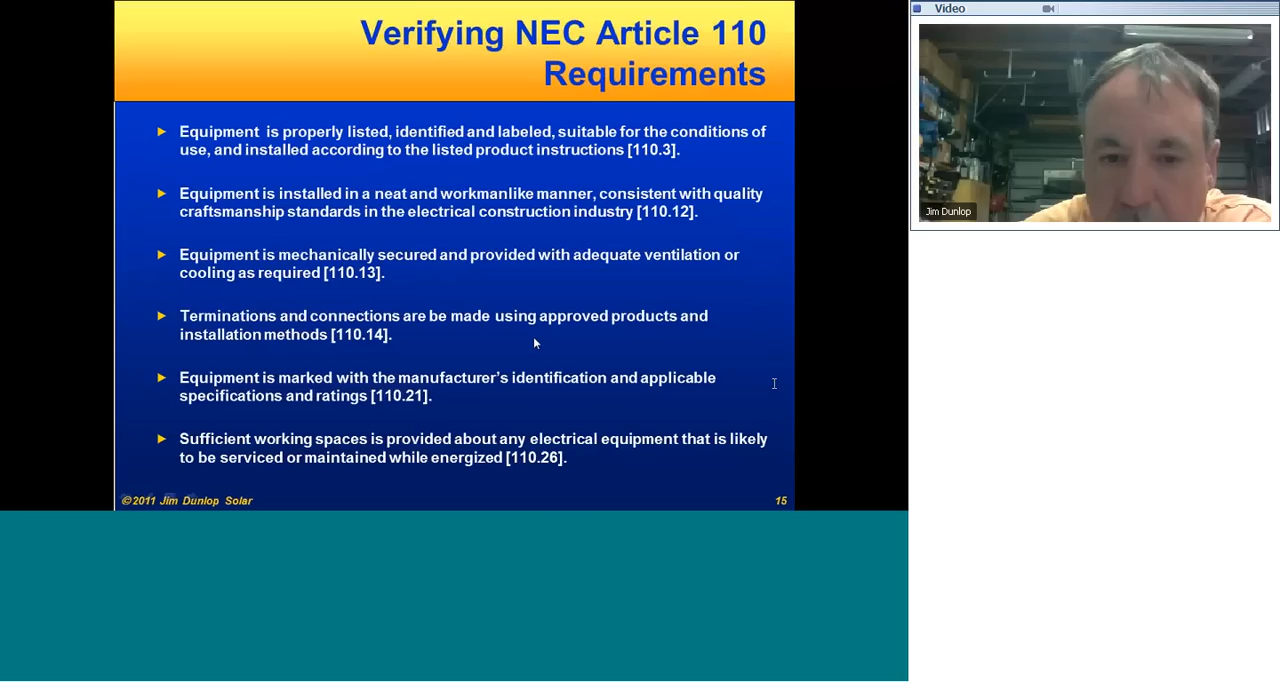 Verifying NEC Article 110
Requirements
Equipment is properly listed, identified and labeled, suitable for the conditions of
use, and installed according to the listed product instructions [110.3].
Equipment is installed in a neat and workmanlike manner, consistent with quality
craftsmanship standards in the electrical construction industry [110.12].
Equipment is mechanically secured and provided with adequate ventilation or
cooling as required [110.13].
Terminations and connections are be made using approved products and
installation methods [110.14].
Equipment is marked with the manufacturer's identification and applicable
specifications and ratings [110.21].
Sufficient working spaces is provided about any electrical equipment that is likely
to be serviced or maintained while energized [110.26].
©2011 Jim Dunlop Solar
15
Video
Jim Dunlop